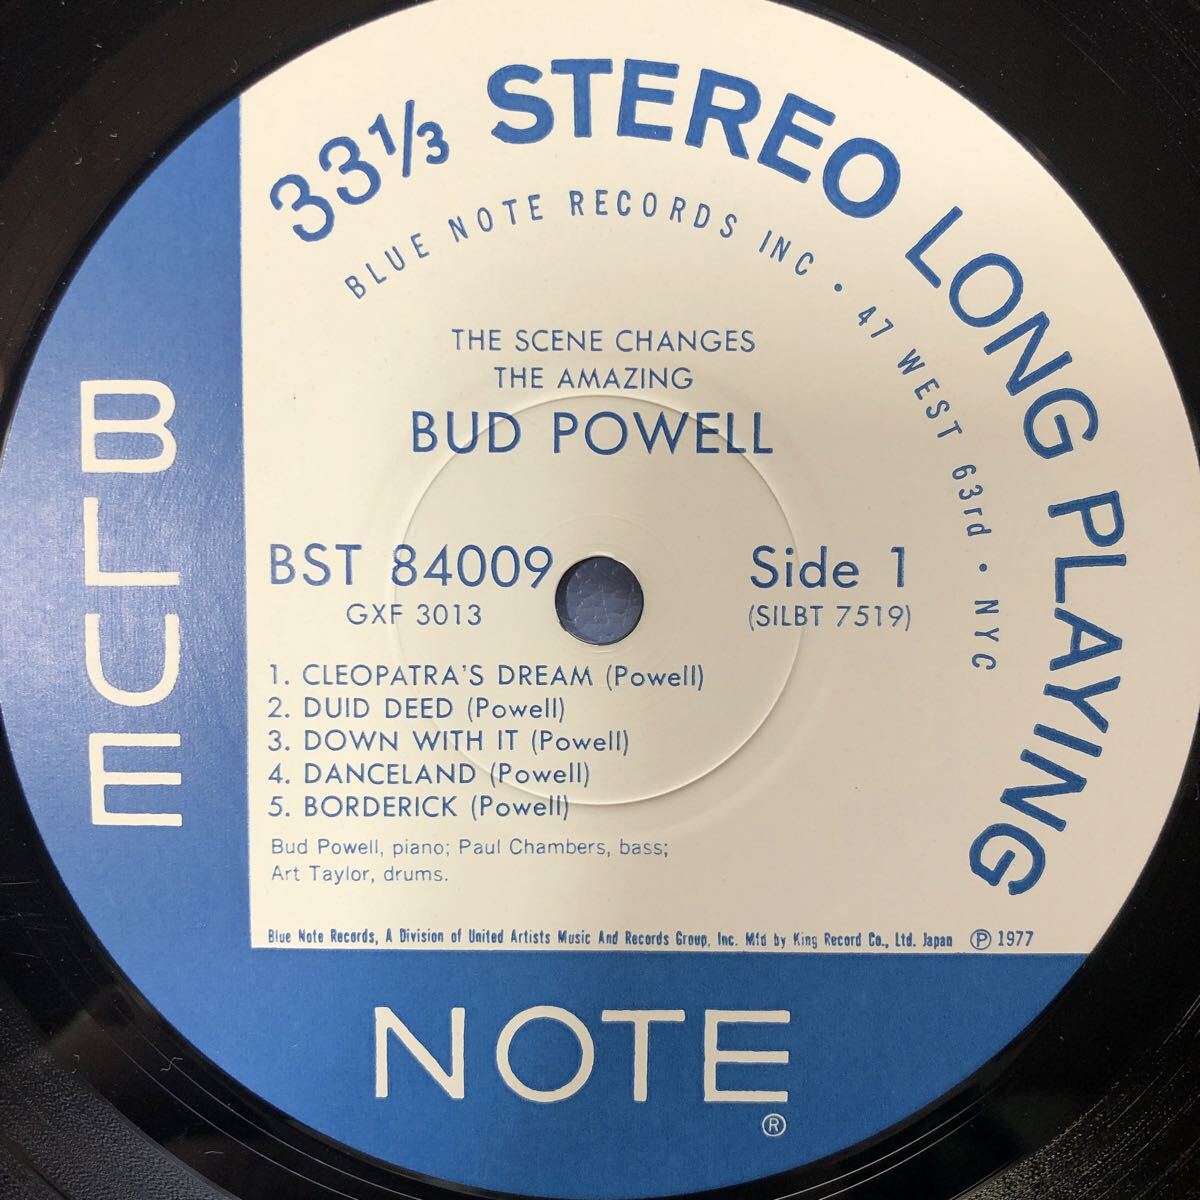 33⅓ STEREO LONG PLAYING
BLUE NOTE RECORDS INC • 47 WEST 63rd • NYC
THE SCENE CHANGES
THE AMAZING
BUD POWELL
BST 84009
GXF 3013
Side 1
(SILBT 7519)
1. CLEOPATRA'S DREAM (Powell)
2. DUID DEED (Powell)
3. DOWN WITH IT (Powell)
4. DANCELAND (Powell)
5. BORDERICK (Powell)
Bud Powell, piano; Paul Chambers, bass;
Art Taylor, drums.
Blue Note Records, A Division of United Artists Music And Records Group, Inc. Mfd by King Record Co., Ltd. Japan ℗ 1977
BLUE
NOTE®